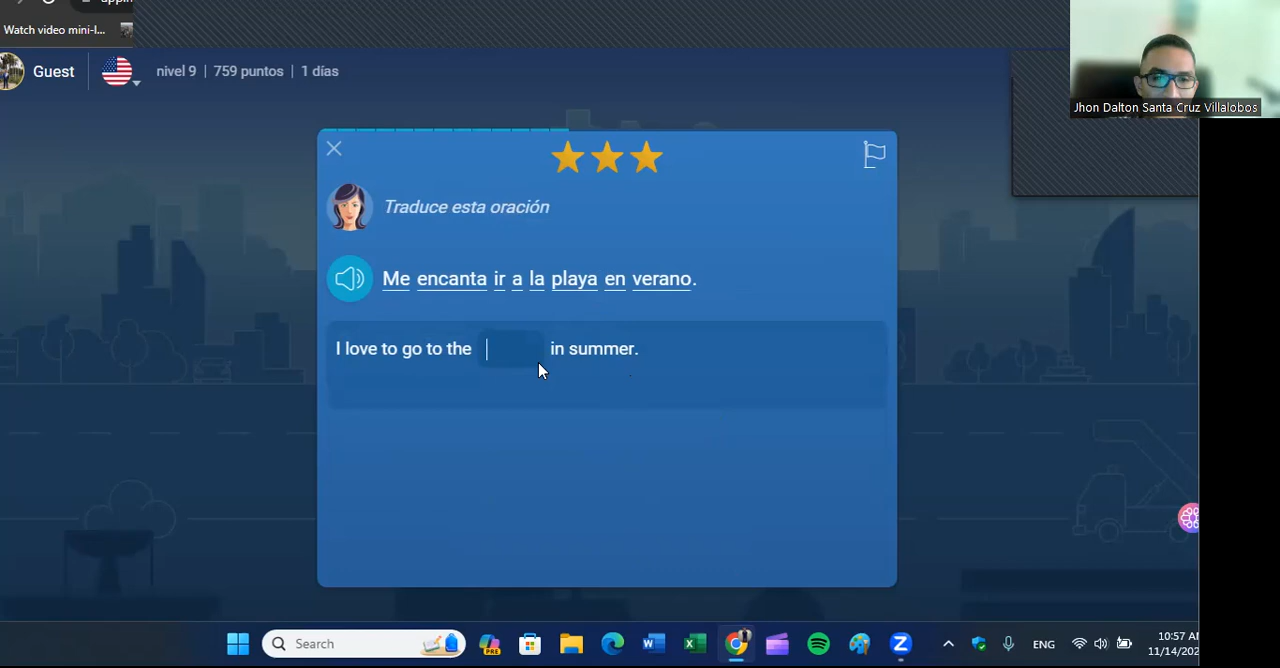 Watch video mini-l...
Guest
nivel 9 | 759 puntos | 1 días
Jhon Dalton Santa Cruz Villalobos
Traduce esta oración
Me encanta ir a la playa en verano.
I love to go to the in summer.
Search
PRE
ENG
10:57 AM
11/14/202